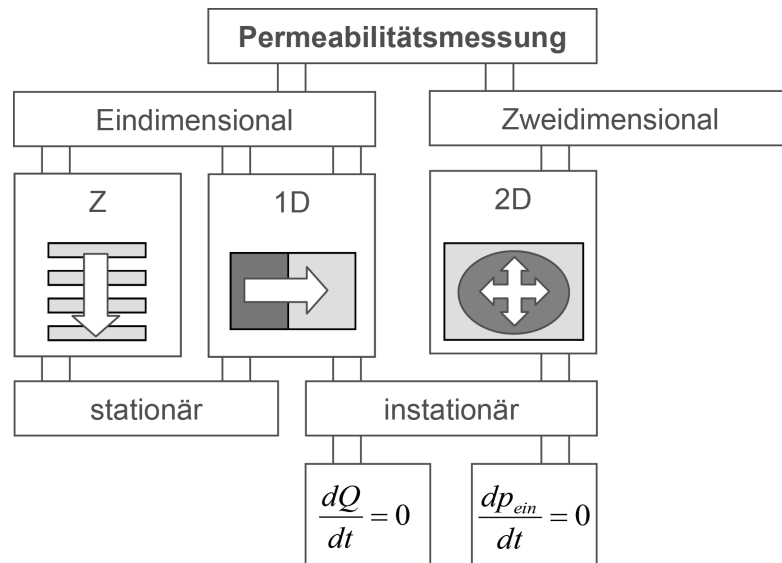 Permeabilitätsmessung
Eindimensional
Zweidimensional
Z
1D
2D
stationär
instationär
dQ/dt = 0
dp_ein/dt = 0